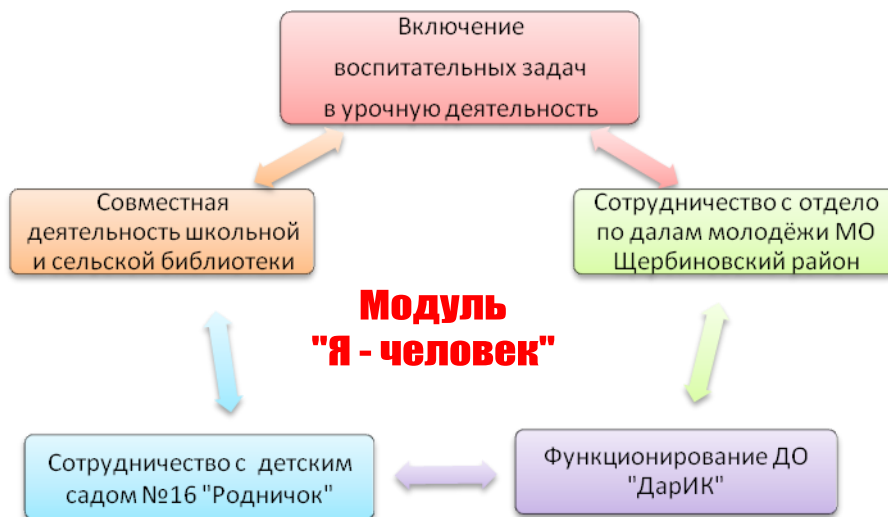 Включение
воспитательных задач
в урочную деятельность
Совместная
деятельность школьной
и сельской библиотеки
Сотрудничество с отдело
по далам молодёжи МО
Щербиновский район
Модуль
"Я - человек"
Сотрудничество с детским
садом №16 "Родничок"
Функционирование ДО
"ДарИК"